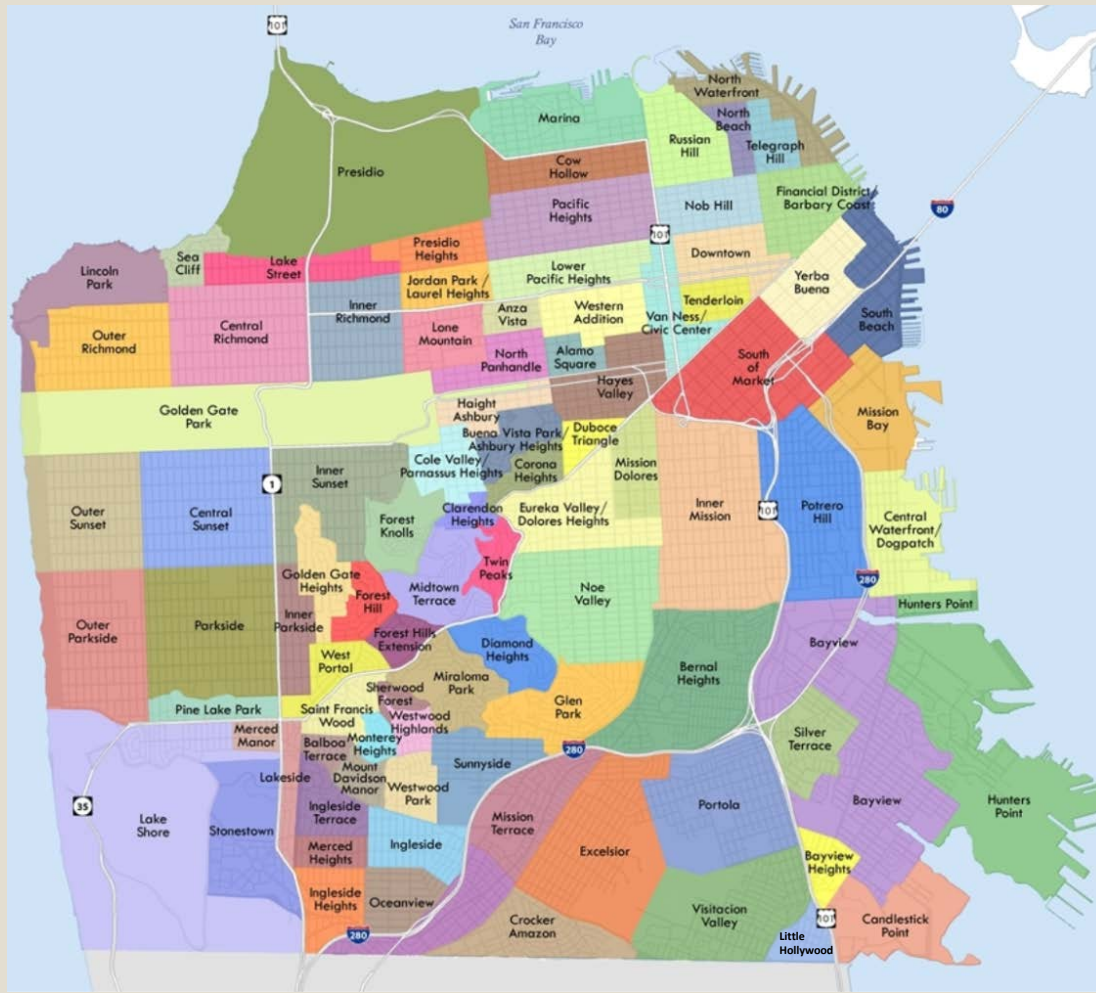 101
San Francisco
Bay
North
Waterfront
Marina
North
Beach
Russian
Hill
Telegraph
Hill
Cow
Hollow
Presidio
Pacific
Heights
Nob Hill
Financial District/
Barbary Coast
80
101
Presidio
Heights
Sea
Cliff
Lake
Street
Lincoln
Park
Downtown
Lower
Pacific Heights
Jordan Park /
Laurel Heights
Yerba
Buena
Tenderloin
Inner
Richmond
Anza
Vista
Western
Addition
Van Ness/
Civic Center
South
Beach
Outer
Richmond
Central
Richmond
Lone
Mountain
North
Panhandle
Alamo
Square
South
of
Market
Hayes
Valley
Golden Gate
Park
Haight
Ashbury
Mission
Bay
Buena Vista Park/
Ashbury Heights
Duboce
Triangle
Cole Valley/
Parnassus Heights
Corona
Heights
Mission
Dolores
Inner
Sunset
1
Outer
Sunset
Central
Sunset
Forest
Knolls
Clarendon
Heights
Eureka Valley/
Dolores Heights
Inner
Mission
101
Potrero
Hill
Central
Waterfront/
Dogpatch
Twin
Peaks
280
Golden Gate
Heights
Midtown
Terrace
Noe
Valley
Forest
Hill
Hunters Point
Outer
Parkside
Parkside
Inner
Parkside
Forest Hills
Extension
Diamond
Heights
Bayview
West
Portal
Miraloma
Park
Bernal
Heights
Sherwood
Forest
Pine Lake Park
Saint Francis
Wood
Westwood
Highlands
Glen
Park
Merced
Manor
Balboa
Terrace
Monterey
Heights
280
Silver
Terrace
Lakeside
Mount
Davidson
Manor
Sunnyside
Westwood
Park
35
Lake
Shore
Stonestown
Ingleside
Terrace
Mission
Terrace
Portola
Bayview
Hunters
Point
Merced
Heights
Ingleside
Excelsior
Bayview
Heights
Ingleside
Heights
Oceanview
Crocker
Amazon
Visitacion
Valley
101
Candlestick
Point
280
Little
Hollywood